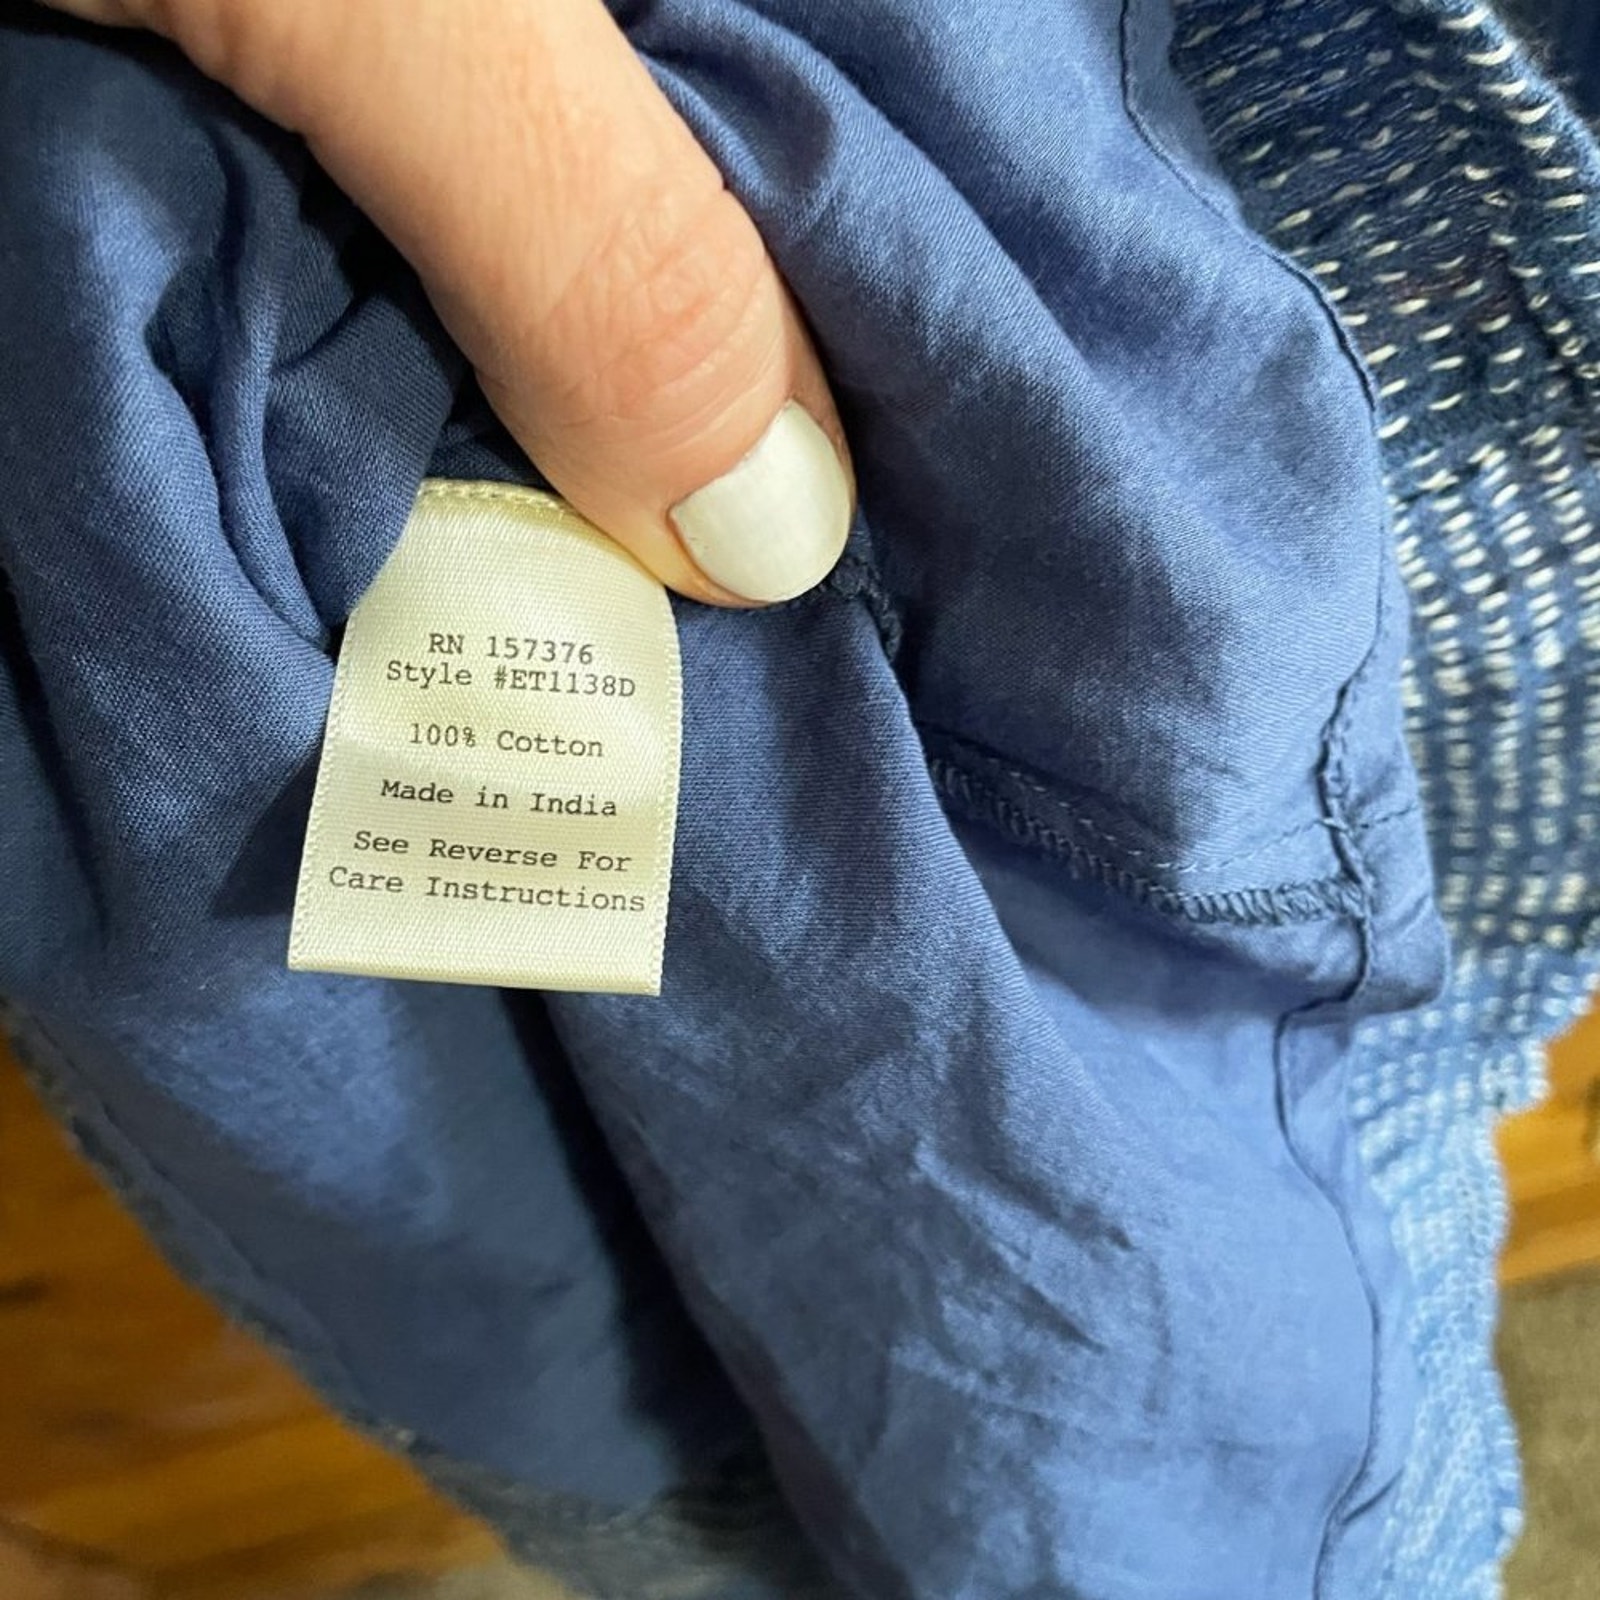 RN 157376
Style #ET1138D
100% Cotton
Made in India
See Reverse For
Care Instructions